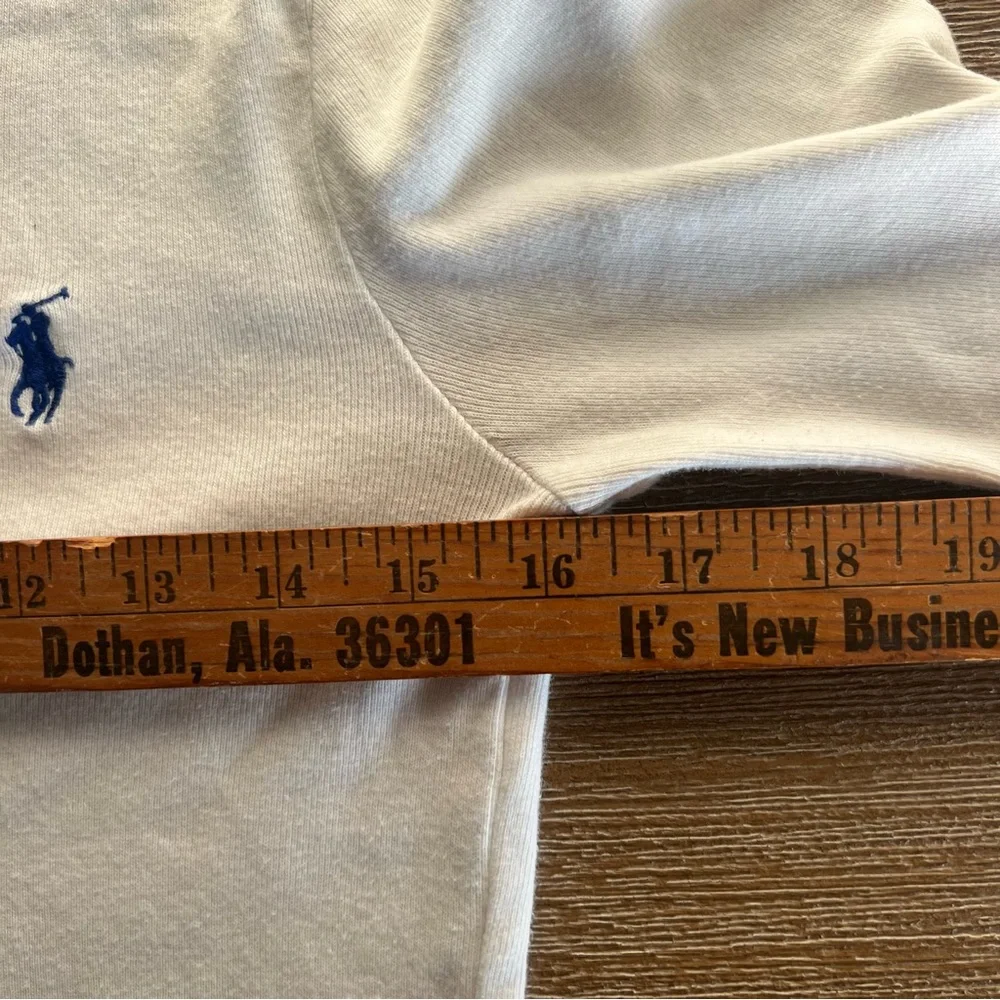 12 13 14 15 16 17 18 19
Dothan, Ala. 36301 It's New Busine